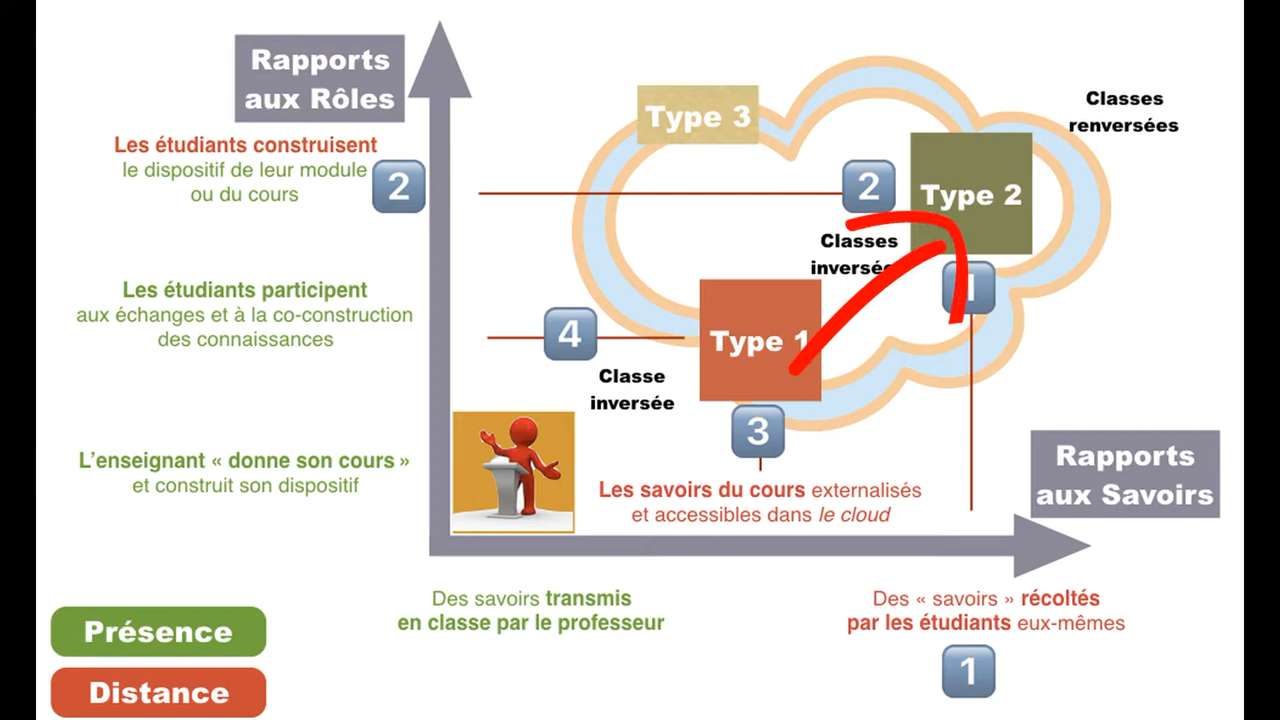 Rapports
aux Rôles
Les étudiants construisent
le dispositif de leur module
ou du cours
2
Type 3
Classes
renversées
2
Type 2
Classes
inversée
1
Les étudiants participent
aux échanges et à la co-construction
des connaissances
4
Type 1
Classe
inversée
3
L'enseignant « donne son cours »
et construit son dispositif
Les savoirs du cours externalisés
et accessibles dans le cloud
Rapports
aux Savoirs
Des savoirs transmis
en classe par le professeur
Des « savoirs » récoltés
par les étudiants eux-mêmes
1
Présence
Distance